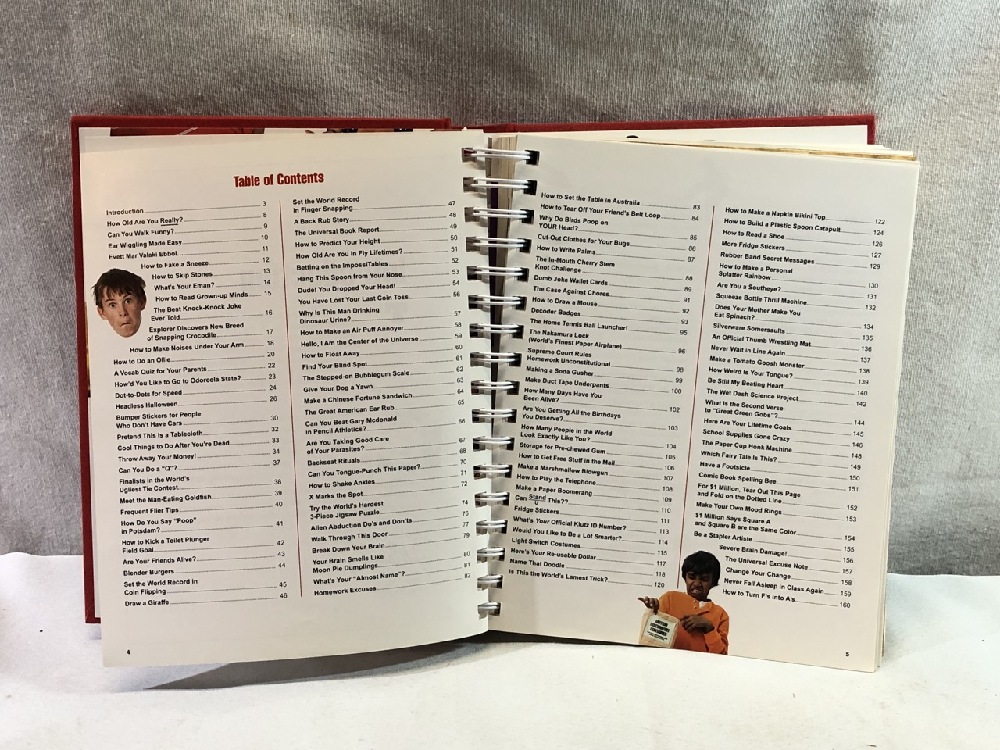 Table of Contents
Introduction 3
How Old Are You Really? 8
Can You Walk Funny? 9
Ear Wiggling Made Easy 10
11
How to Fake a Sneeze 12
How to Skip Stones 13
What's Your Eman? 14
How to Read Grown-up Minds 15
The Best Knock-Knock Joke
Ever Told 16
Explorer Discovers New Breed
of Snapping Crocodile 17
How to Make Noises Under Your Arm 18
How to Do an Ollie 20
A Vocab Quiz for Your Parents 22
How'd You Like to Go to Odoreela State? 23
Dot-to-Dots for Speed 24
Headless Halloween 26
Bumper Stickers for People
Who Don't Have Cars 30
Pretend This Is a Tablecloth 32
Cool Things to Do After You're Dead 33
Throw Away Your Money! 34
Can You Do a "Q"? 37
Finalists in the World's
Ugliest Tie Contest 38
Meet the Man-Eating Goldfish 39
Frequent Flier Tips 40
How Do You Say "Poop"
in Potsdam? 41
How to Kick a Toilet Plunger
Field Goal 42
Are Your Friends Alive? 43
Blender Burgers 44
Set the World Record in
Coin Flipping 45
Draw a Giraffe 46
Set the World Record
in Finger Snapping 47
A Back Rub Story 48
The Universal Book Report 49
How to Predict Your Height 50
How Old Are You in Fly Lifetimes? 51
Betting on the ImposeTables 52
Hang This Spoon from Your Nose 53
Dude! You Dropped Your Head! 54
You Have Lost Your Last Coin Toss 56
Why Is This Man Drinking
Dinosaur Urine? 57
How to Make an Air Puff Annoyer 58
Hello, I Am the Center of the Universe 59
How to Float Away 60
Find Your Blind Spot 61
The Stepped on Bubblegum Scale 62
Give Your Dog a Yawn 63
Make a Chinese Fortune Sandwich 64
The Great American Ear Rob 65
Can You Beat Gary Mcdonald
in Pencil Athletics? 66
Are You Taking Good Care
of Your Parasites? 68
Backseat Rituals 70
Can You Tongue-Punch This Paper? 71
How to Shake Ankles 72
X Marks the Spot
Try the World's Hardest
3-Piece Jigsaw Puzzle 75
Alien Abduction Do's and Don'ts
Walk Through This Door
Break Down Your Brain 79
Your Brain Smells Like
Moon Pie Dumplings 80
What's Your "Almost Name"? 81
Homework Excuses 82
4
How to Set the Table in Australia 83
How to Tear Off Your Friend's Belt Loop 84
Why Do Birds Poop on
YOUR Head? 85
Cut-Out Clothes for Your Bugs 86
How to Write Palms 87
The In-Mouth Cherry Stem
Knot Challenge 88
Dumb Joke Wallet Cards 89
The Case Against Chores 91
How to Draw a Mouse 92
Decoder Badges 93
The Home Tennis Ball Launcher! 95
The Nakamura Lock
(World's Finest Paper Airplane) 96
Supreme Court Rules
Homework Unconstitutional 98
Making a Soda Gusher 99
Make Duct Tape Underpants 100
How Many Days Have You
Been Alive? 102
Are You Getting All the Birthdays
You Deserve? 103
How Many People in the World
Look Exactly Like You? 104
Storage for Pre-chewed Gum 105
How to Get Free Stuff in the Mail 106
Make a Marshmallow Blowgun 107
How to Play the Telephone 108
Make a Paper Boomerang 109
Can Stand This?? 110
Fridge Stickers 111
What's Your Official Klutz ID Number? 113
Would You Like to Be a Lot Smarter? 114
Light Switch Costumes 115
Here's Your Re-usable Dollar 117
Name That Doodle 118
Is This the World's Lamest Trick? 120
How to Make a Napkin Bikini Top 122
How to Build a Plastic Spoon Catapult 124
How to Read a Shoe 126
More Fridge Stickers 127
Rubber Band Secret Messages 129
How to Make a Personal
Splatter Rainbow 130
Are You a Southeye? 131
Squeeze Bottle Thrill Machine 132
Does Your Mother Make You
Eat Spinach? 134
Silverware Somersaults 135
An Official Thumb Wrestling Mat 136
Never Wait in Line Again 137
Make a Tomato Goosh Monster 138
How Weird Is Your Tongue?
Be Still My Beating Heart
The Wet Dash Science Project 142
What Is the Second Verse
to "Great Green Gobs"? 144
Here Are Your Lifetime Goals 145
School Supplies Gone Crazy 146
The Paper Cup Honk Machine 148
Which Fairy Tale Is This? 149
Have a Footsicle 150
Comic Book Spelling Bee 151
For $1 Million, Tear Out This Page
and Fold on the Dotted Line 152
Make Your Own Mood Rings 153
$1 Million Says Square A
and Square B are the Same Color 154
Be a Stapler Artiste 155
Severe Brain Damage! 156
The Universal Excuse Note 157
Change Your Change 158
Never Fall Asleep in Class Again 159
How to Turn F's into A's 160
5